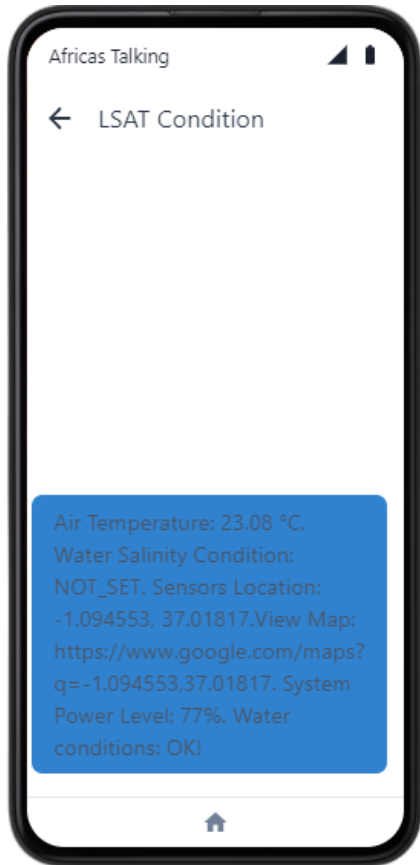 Africas Talking
LSAT Condition
Air Temperature: 23.08 °C.
Water Salinity Condition:
NOT_SET. Sensors Location:
-1.094553, 37.01817.View Map:
https://www.google.com/maps?
q=-1.094553,37.01817. System
Power Level: 77%. Water
conditions: OK!